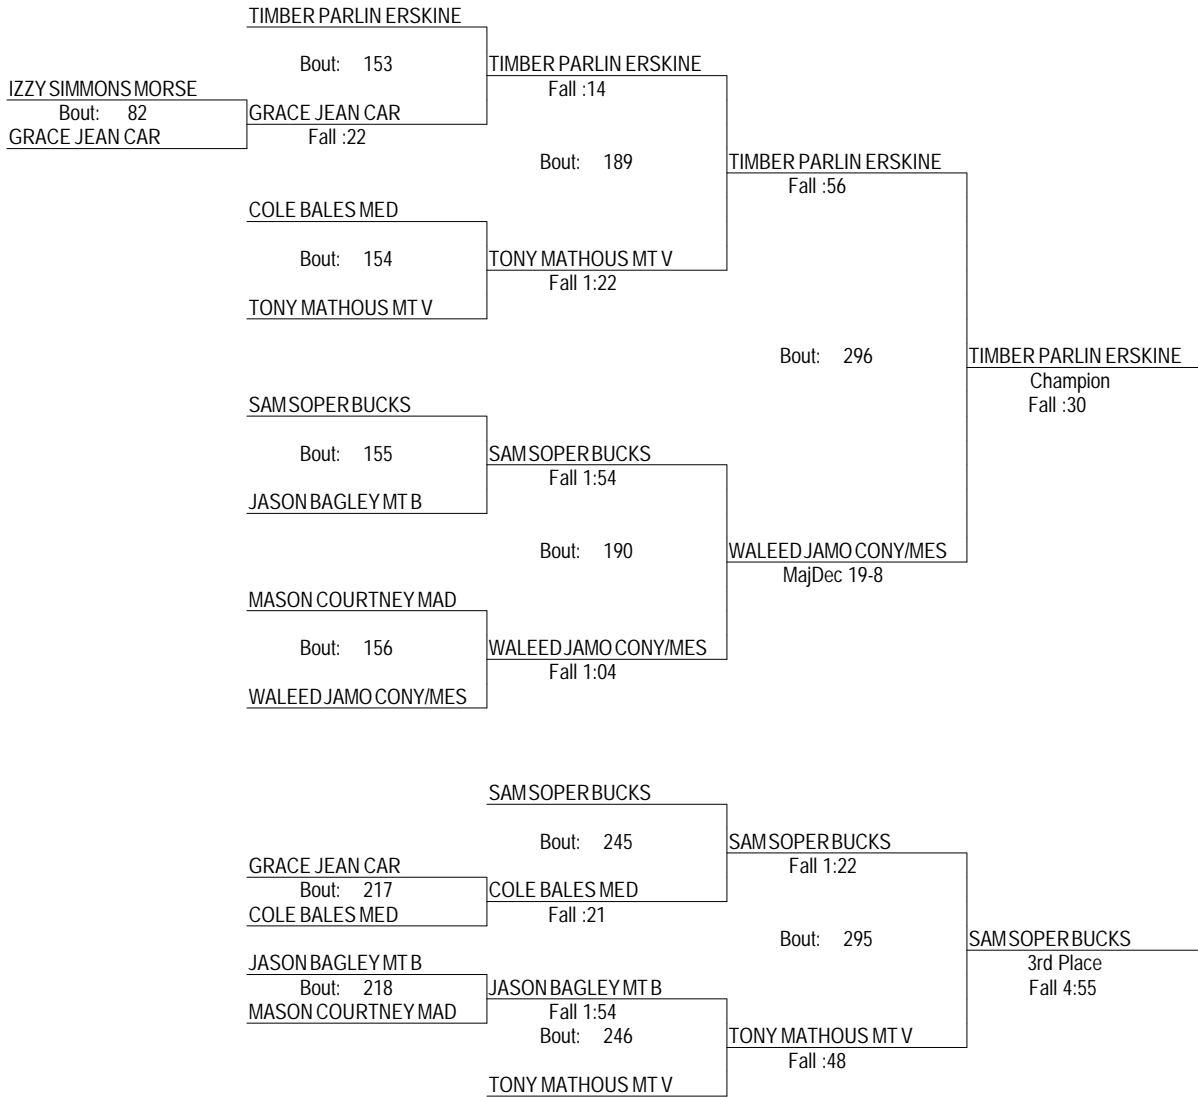 TIMBER PARLIN ERSKINE
Bout: 153
TIMBER PARLIN ERSKINE
Fall :14
IZZY SIMMONS MORSE
Bout: 82
GRACE JEAN CAR
GRACE JEAN CAR
Fall :22
Bout: 189
TIMBER PARLIN ERSKINE
Fall :56
COLE BALES MED
Bout: 154
TONY MATHOUS MT V
Fall 1:22
TONY MATHOUS MT V
Bout: 296
TIMBER PARLIN ERSKINE
Champion
Fall :30
SAM SOPER BUCKS
Bout: 155
SAM SOPER BUCKS
Fall 1:54
JASON BAGLEY MT B
Bout: 190
WALEED JAMO CONY/MES
MajDec 19-8
MASON COURTNEY MAD
Bout: 156
WALEED JAMO CONY/MES
Fall 1:04
WALEED JAMO CONY/MES
SAM SOPER BUCKS
Bout: 245
SAM SOPER BUCKS
Fall 1:22
GRACE JEAN CAR
Bout: 217
COLE BALES MED
COLE BALES MED
Fall :21
Bout: 295
SAM SOPER BUCKS
3rd Place
Fall 4:55
JASON BAGLEY MT B
Bout: 218
MASON COURTNEY MAD
JASON BAGLEY MT B
Fall 1:54
Bout: 246
TONY MATHOUS MT V
Fall :48
TONY MATHOUS MT V